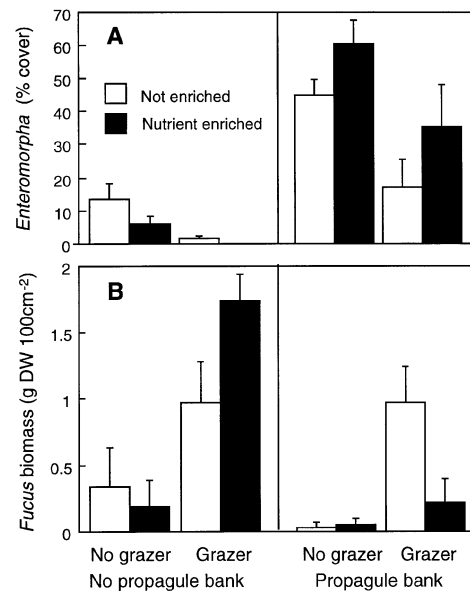 70
60
50
40
30
20
10
0
Enteromorpha (% cover)
A
Not enriched
Nutrient enriched
2
1.5
1
0.5
0
Fucus biomass (g DW 100cm-2)
B
No grazer Grazer No grazer Grazer
No propagule bank Propagule bank